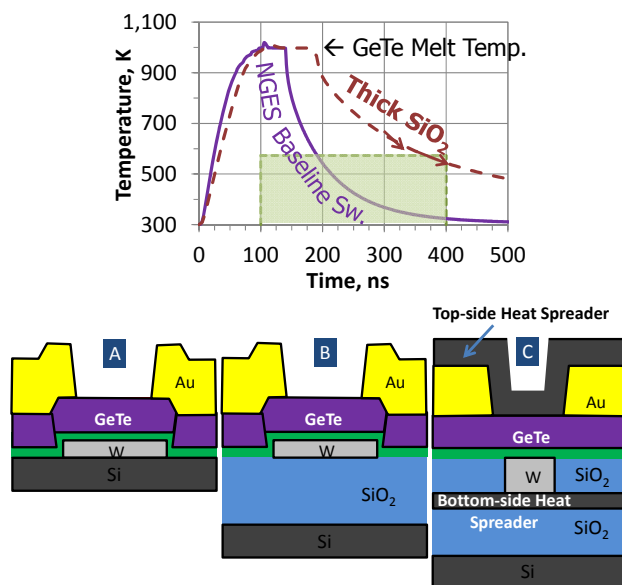 1,100
900
700
500
300
Temperature, K
0
100
200
300
400
500
Time, ns
← GeTe Melt Temp.
NGES Baseline Sw.
Thick SiO2
Top-side Heat Spreader
A
Au
GeTe
W
Si
B
Au
GeTe
W
SiO2
Si
C
Au
GeTe
W
SiO2
Bottom-side Heat
Spreader
SiO2
Si